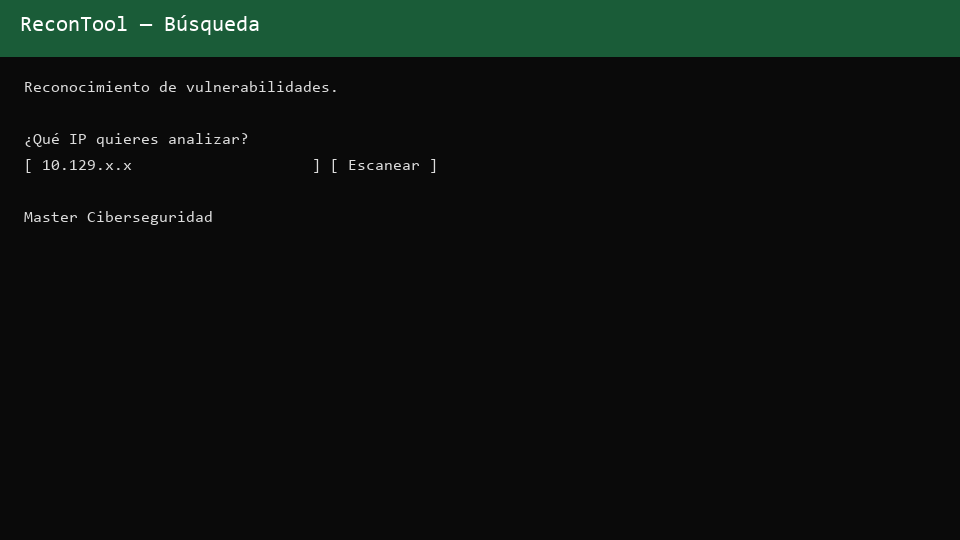 ReconTool — Búsqueda
Reconocimiento de vulnerabilidades.
¿Qué IP quieres analizar?
[ 10.129.x.x ] [ Escanear ]
Master Ciberseguridad